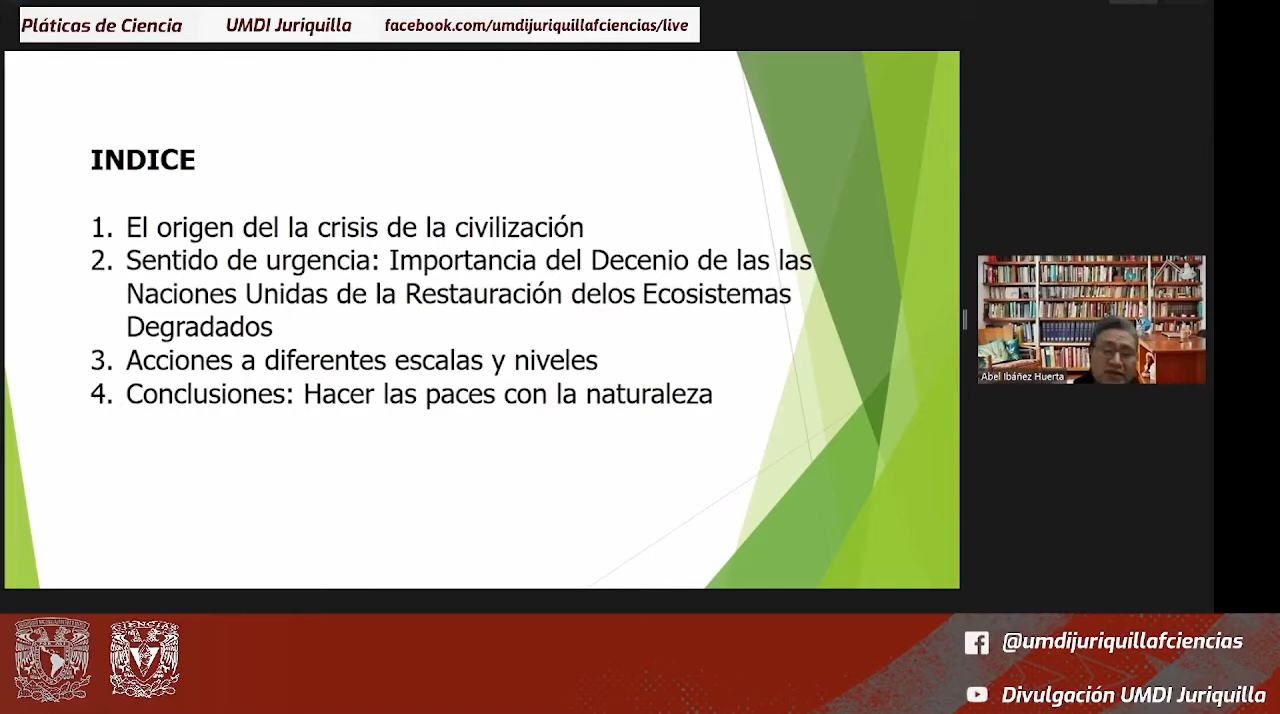 Pláticas de Ciencia UMDI Juriquilla facebook.com/umdijuriquillafciencias/live
INDICE
1. El origen del la crisis de la civilización
2. Sentido de urgencia: Importancia del Decenio de las las
Naciones Unidas de la Restauración delos Ecosistemas
Degradados
3. Acciones a diferentes escalas y niveles
4. Conclusiones: Hacer las paces con la naturaleza
Abel Ibáñez Huerta
CIENCIAS
@umdijuriquillafciencias
Divulgación UMDI Juriquilla